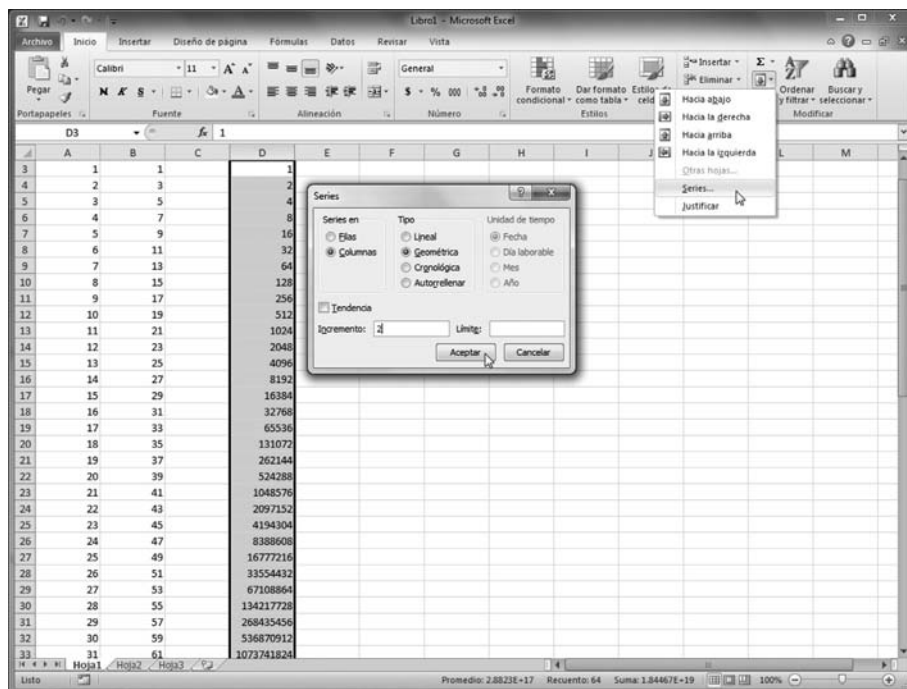 Libro1 - Microsoft Excel
Archivo Inicio Insertar Diseño de página Fórmulas Datos Revisar Vista
Pegar
Calibri 11 A A
General
Insertar
Σ
N K S A
$ % 000
Formato condicional
Dar formato como tabla
Eliminar
Ordenar y filtrar
Buscar y seleccionar
Portapapeles Fuente Alineación Número Estilos Modificar
Hacia abajo
Hacia la derecha
Hacia arriba
Hacia la izquierda
Otras hojas...
Series...
Justificar
D3 fx 1
A B C D E F G H I J L M
3 1 1 1
4 2 3 2
5 3 5 4
6 4 7 8
7 5 9 16
8 6 11 32
9 7 13 64
10 8 15 128
11 9 17 256
12 10 19 512
13 11 21 1024
14 12 23 2048
15 13 25 4096
16 14 27 8192
17 15 29 16384
18 16 31 32768
19 17 33 65536
20 18 35 131072
21 19 37 262144
22 20 39 524288
23 21 41 1048576
24 22 43 2097152
25 23 45 4194304
26 24 47 8388608
27 25 49 16777216
28 26 51 33554432
29 27 53 67108864
30 28 55 134217728
31 29 57 268435456
32 30 59 536870912
33 31 61 1073741824
Series
Series en Tipo Unidad de tiempo
Filas Lineal Fecha
Columnas Geométrica Día laborable
Cronológica Mes
Autorrellenar Año
Tendencia
Incremento: 2 Límite:
Aceptar Cancelar
Hoja1 Hoja2 Hoja3
Listo Promedio: 2.8823E+17 Recuento: 64 Suma: 1.84467E+19 100%